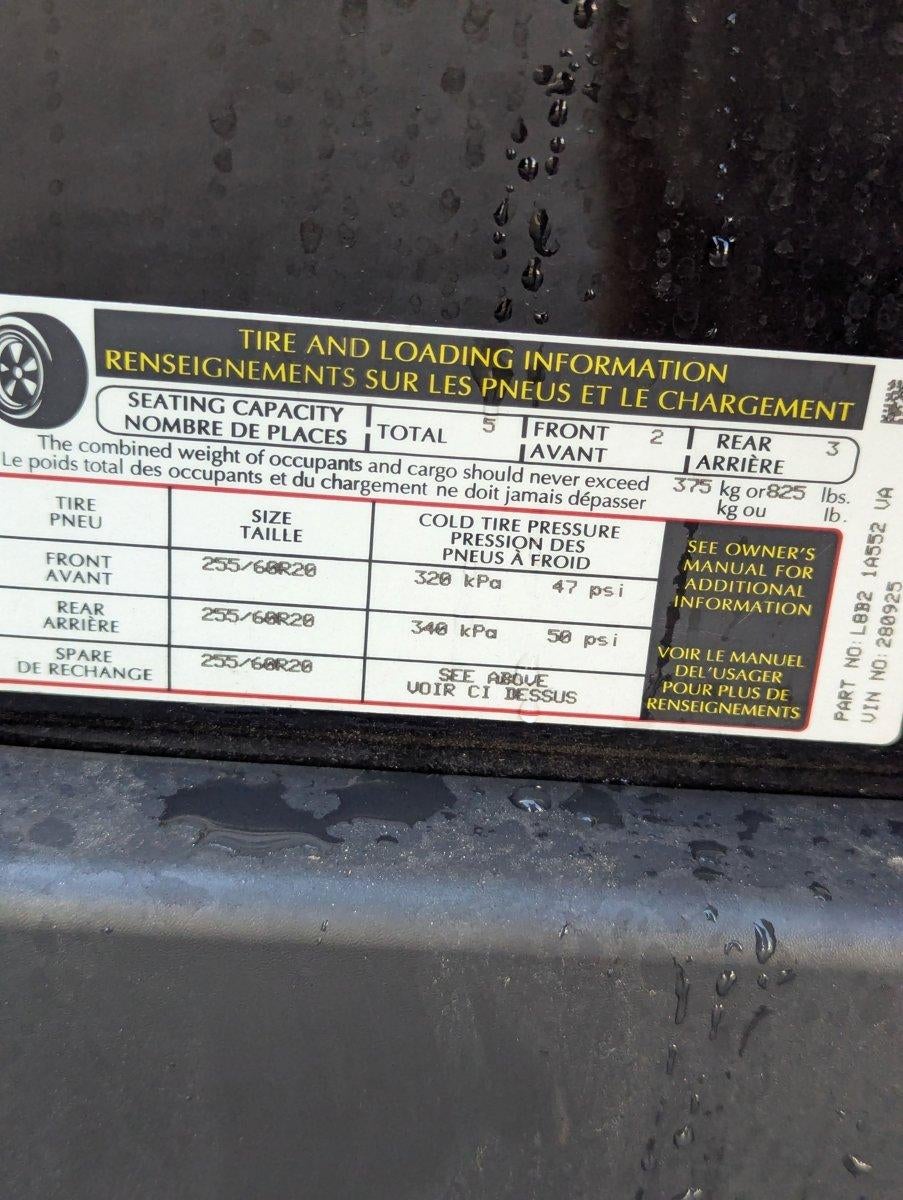 TIRE AND LOADING INFORMATION
RENSEIGNEMENTS SUR LES PNEUS ET LE CHARGEMENT
SEATING CAPACITY
NOMBRE DE PLACES
TOTAL 5
FRONT 2
AVANT
REAR 3
ARRIÈRE
The combined weight of occupants and cargo should never exceed 375 kg or 825 lbs.
Le poids total des occupants et du chargement ne doit jamais dépasser kg ou lb.
TIRE
PNEU
SIZE
TAILLE
COLD TIRE PRESSURE
PRESSION DES
PNEUS À FROID
FRONT
AVANT
255/60R20
320 kPa 47 psi
REAR
ARRIÈRE
255/60R20
340 kPa 50 psi
SPARE
DE RECHANGE
255/60R20
SEE ABOVE
VOIR CI DESSUS
SEE OWNER'S
MANUAL FOR
ADDITIONAL
INFORMATION
VOIR LE MANUEL
DEL'USAGER
POUR PLUS DE
RENSEIGNEMENTS
PART NO: LBB2 1A552 VA
VIN NO: 280925